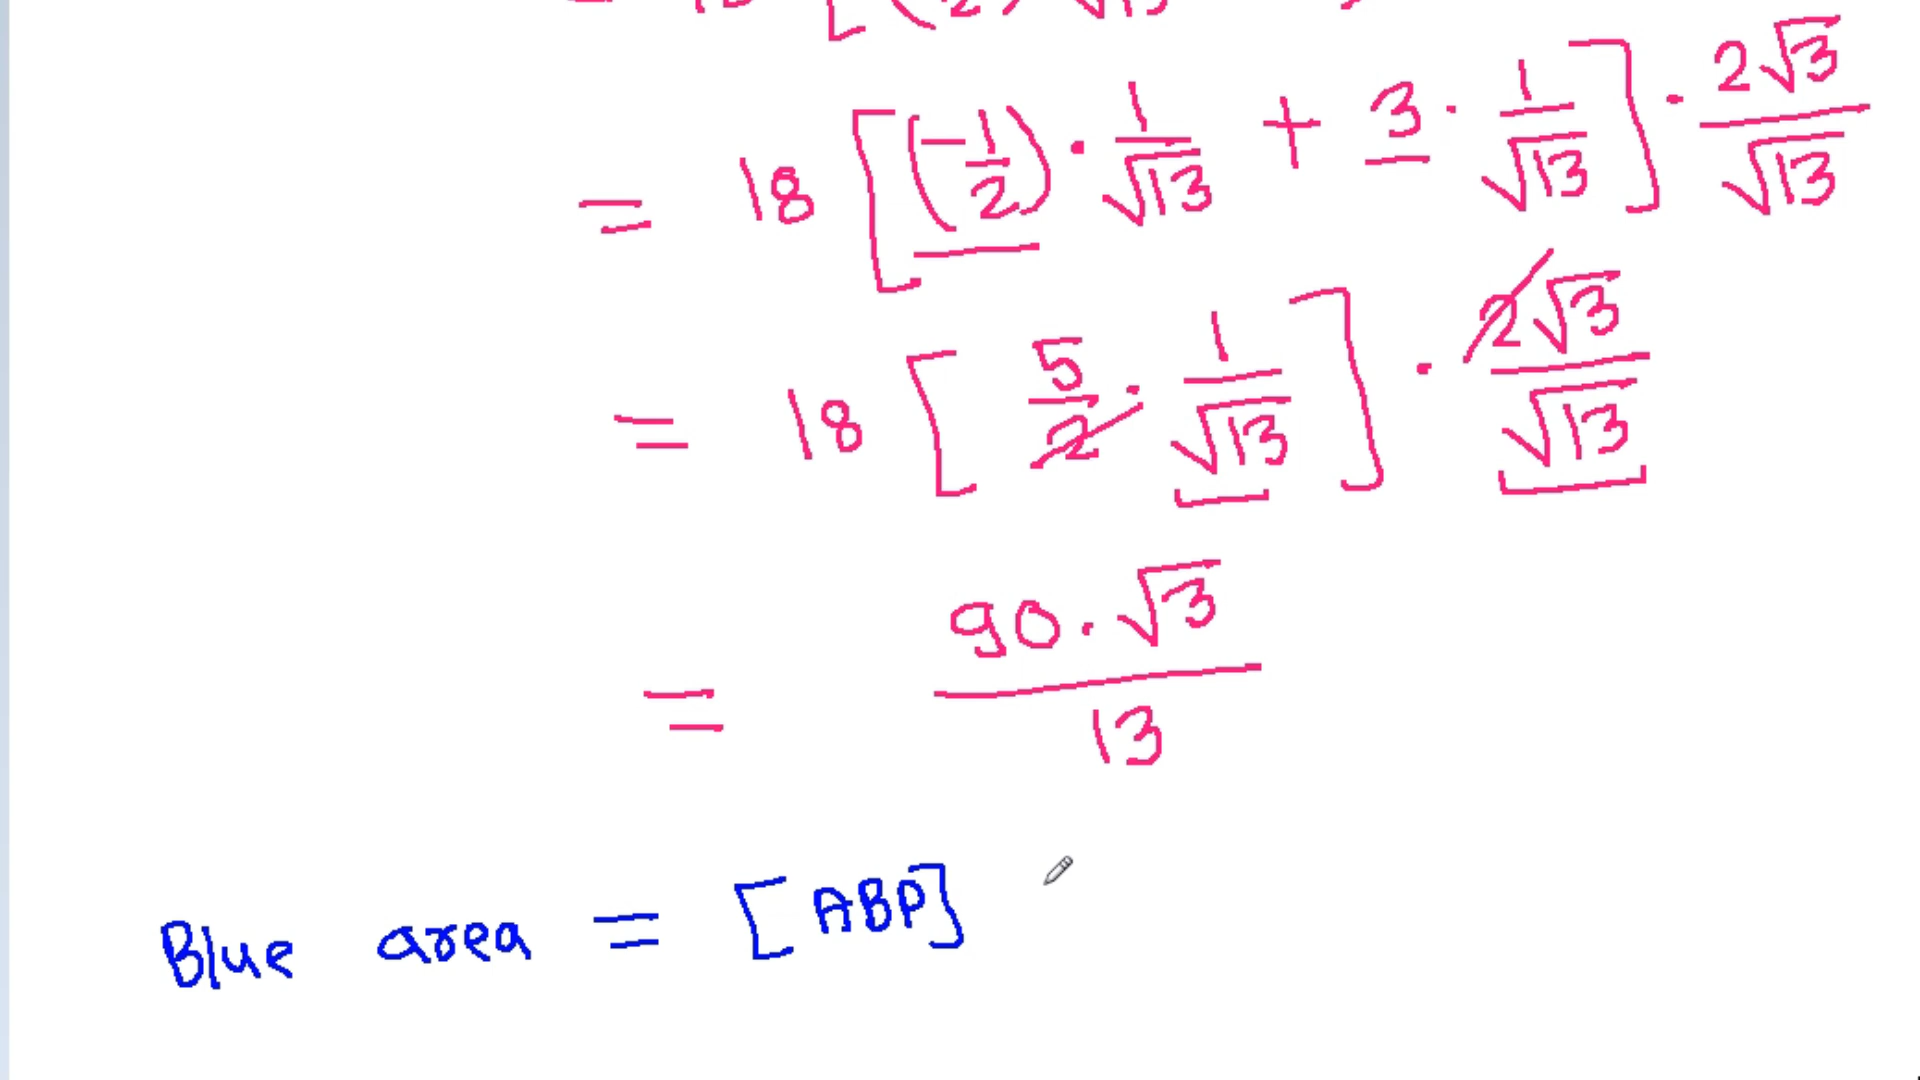 = 18 [(-1/2) · 1/√13 + 3 · 1/√13] · 2√3/√13
= 18 [5/2 · 1/√13] · 2√3/√13
= 90·√3/13
Blue area = [ABP]